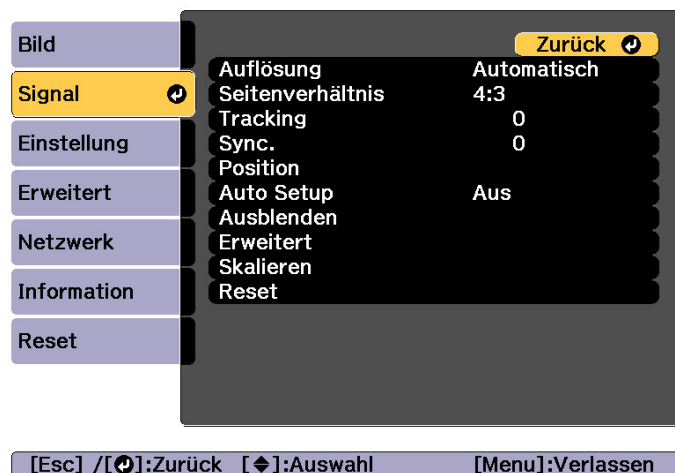 Bild
Signal
Einstellung
Erweitert
Netzwerk
Information
Reset
Zurück
Auflösung Automatisch
Seitenverhältnis 4:3
Tracking 0
Sync. 0
Position
Auto Setup Aus
Ausblenden
Erweitert
Skalieren
Reset
[Esc] /[⏎]:Zurück [◆]:Auswahl [Menu]:Verlassen